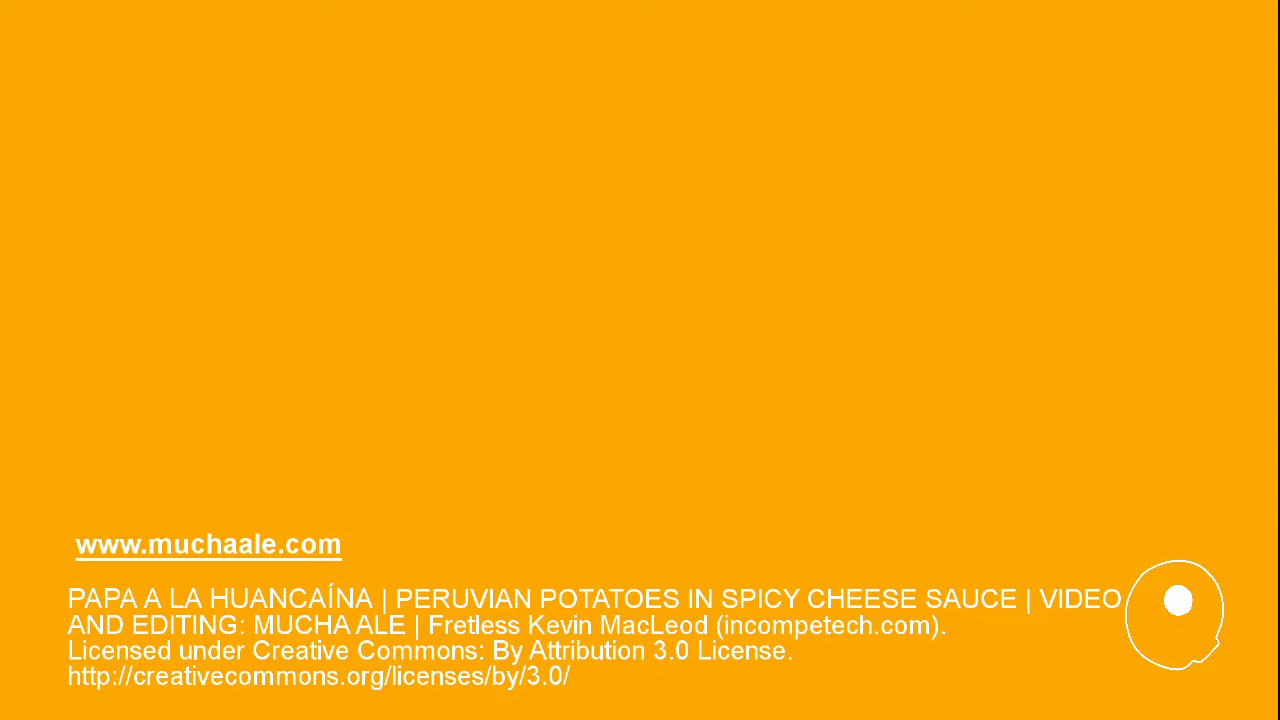 www.muchaale.com
PAPA A LA HUANCAÍNA | PERUVIAN POTATOES IN SPICY CHEESE SAUCE | VIDEO
AND EDITING: MUCHA ALE | Fretless Kevin MacLeod (incompetech.com).
Licensed under Creative Commons: By Attribution 3.0 License.
http://creativecommons.org/licenses/by/3.0/